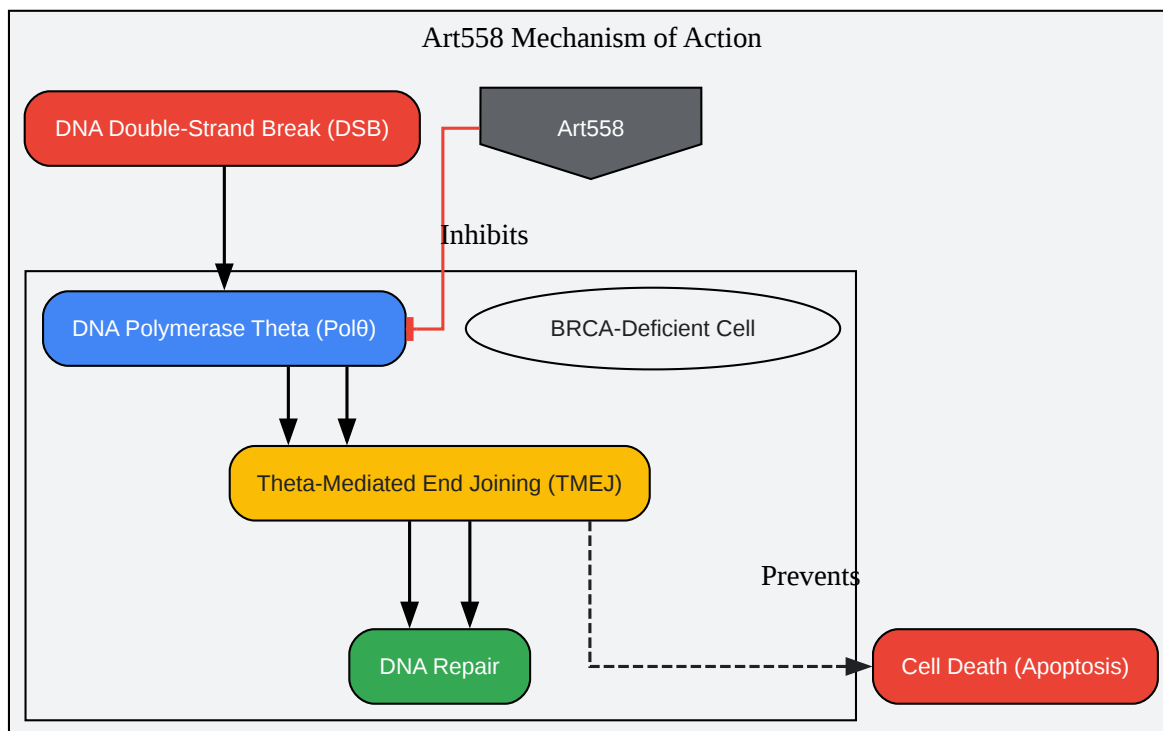 Art558 Mechanism of Action
DNA Double-Strand Break (DSB)
Art558
Inhibits
DNA Polymerase Theta (Polθ)
BRCA-Deficient Cell
Theta-Mediated End Joining (TMEJ)
Prevents
DNA Repair
Cell Death (Apoptosis)